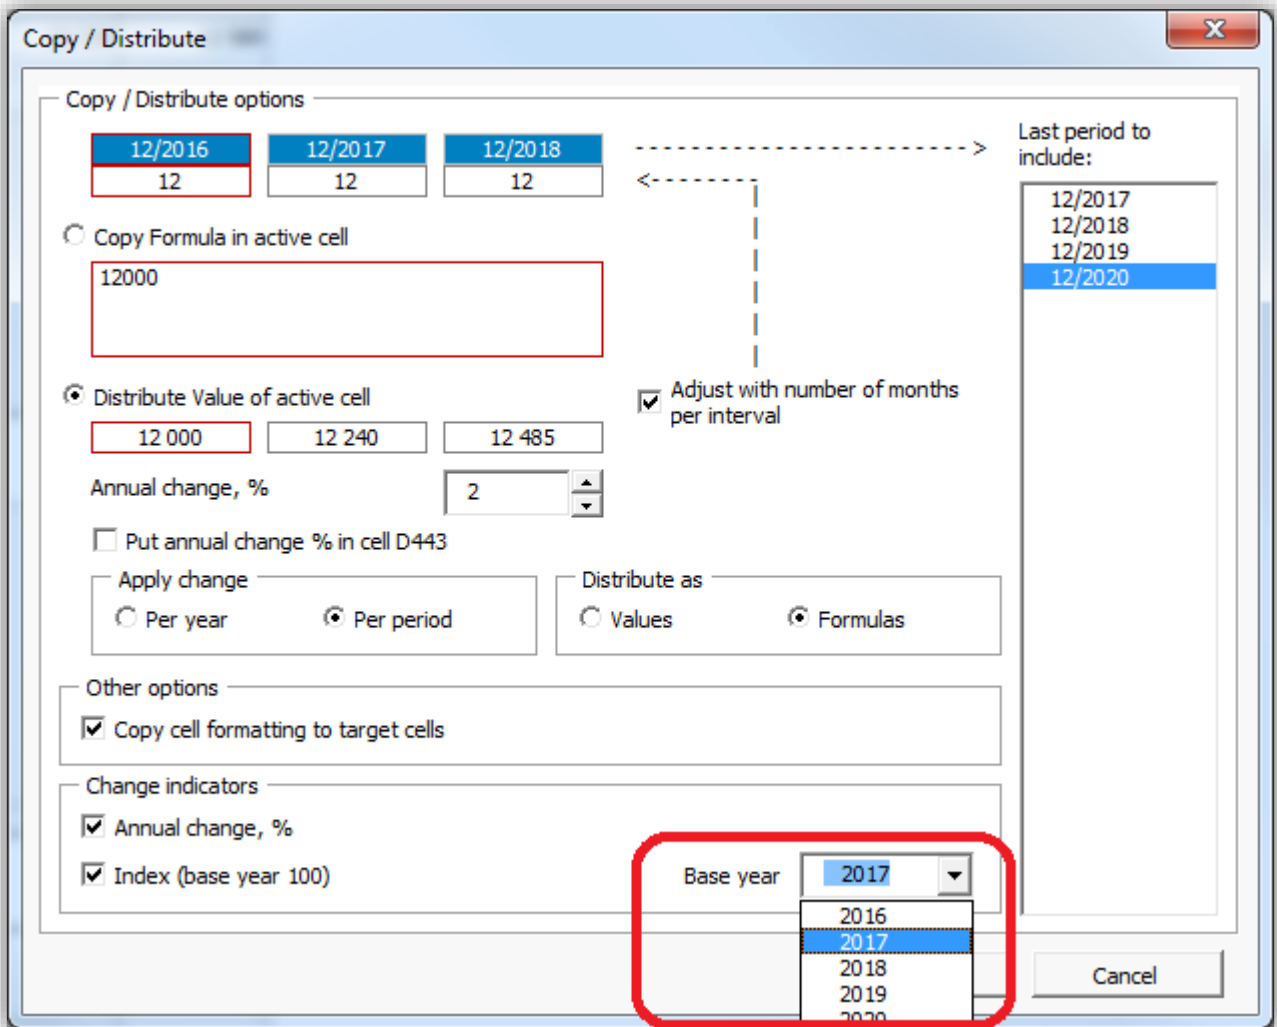 Copy / Distribute
Copy / Distribute options
12/2016 12/2017 12/2018
12 12 12
Last period to
include:
12/2017
12/2018
12/2019
12/2020
Copy Formula in active cell
12000
Distribute Value of active cell
12 000 12 240 12 485
Adjust with number of months
per interval
Annual change, % 2
Put annual change % in cell D443
Apply change
Per year Per period
Distribute as
Values Formulas
Other options
Copy cell formatting to target cells
Change indicators
Annual change, %
Index (base year 100)
Base year 2017
2016
2017
2018
2019
2020
Cancel